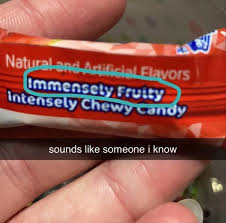 Natural and Artificial Flavors
Immensely Fruity
intensely Chewy Candy
sounds like someone i know